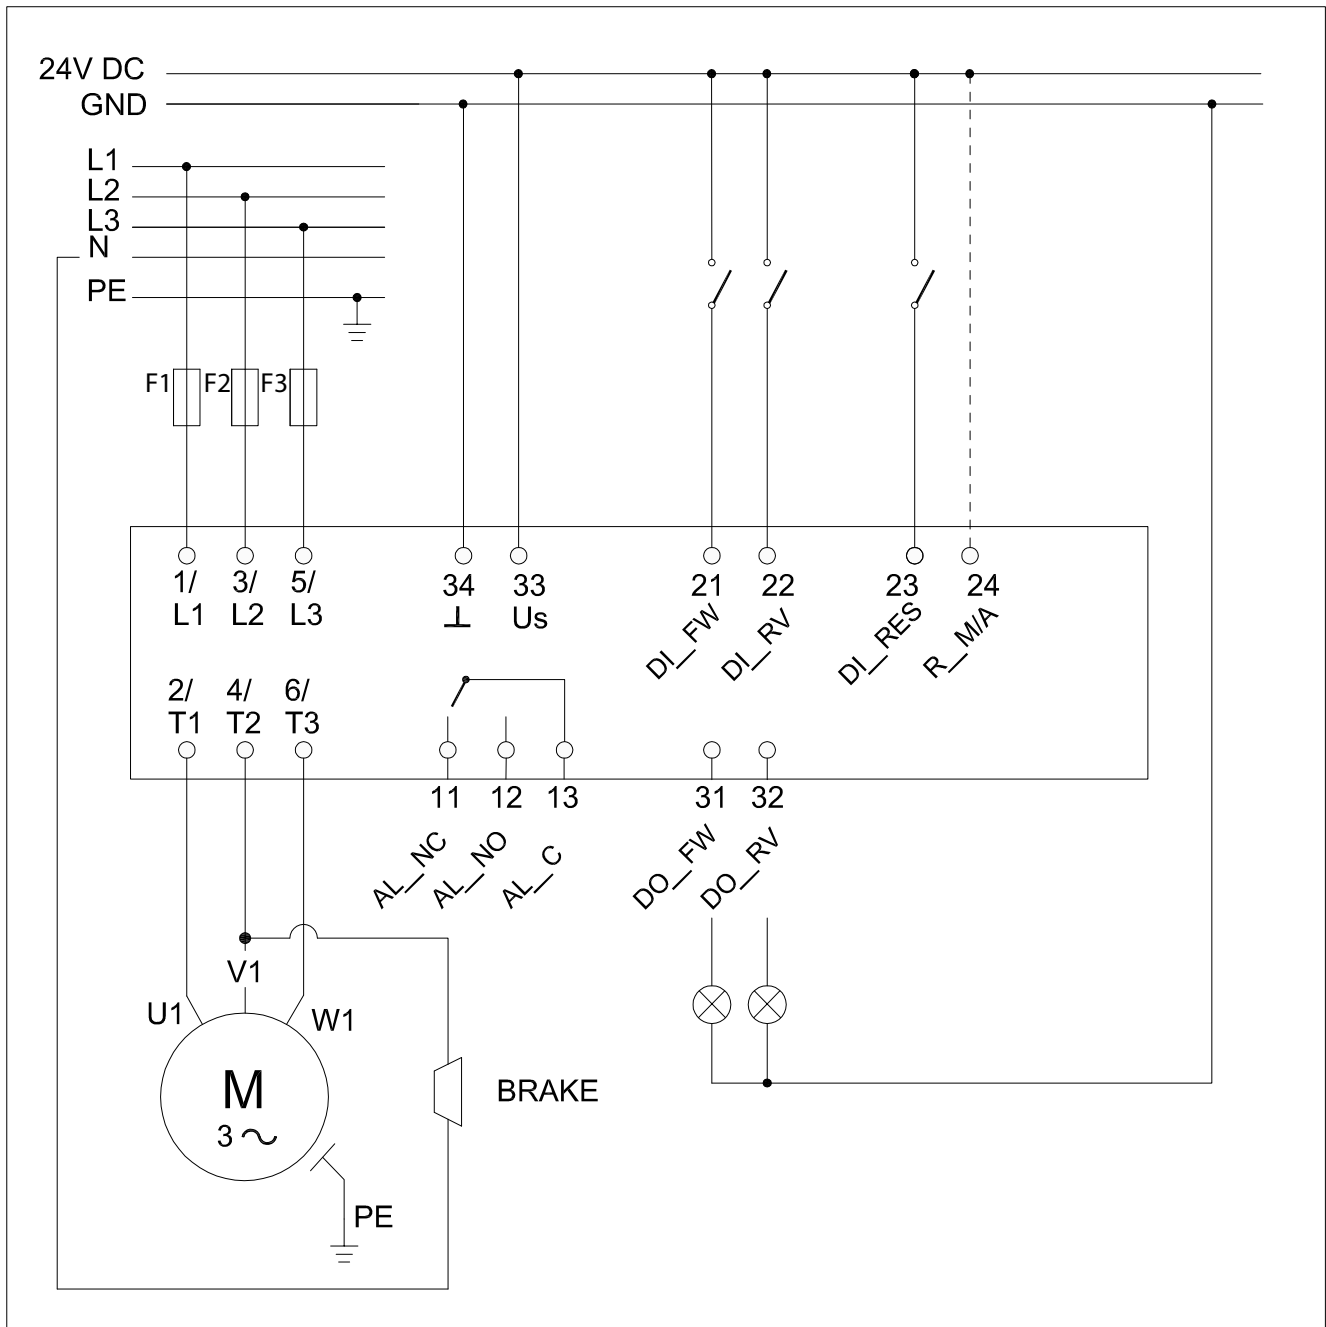 24V DC
GND
L1
L2
L3
N
PE
F1 F2 F3
1/ 3/ 5/
L1 L2 L3
34 33
⊥ Us
21 22 23 24
DI_FW DI_RV DI_RES R_M/A
2/ 4/ 6/
T1 T2 T3
11 12 13 31 32
AL_NC AL_NO AL_C DO_FW DO_RV
V1
U1 W1
M
3~
BRAKE
PE